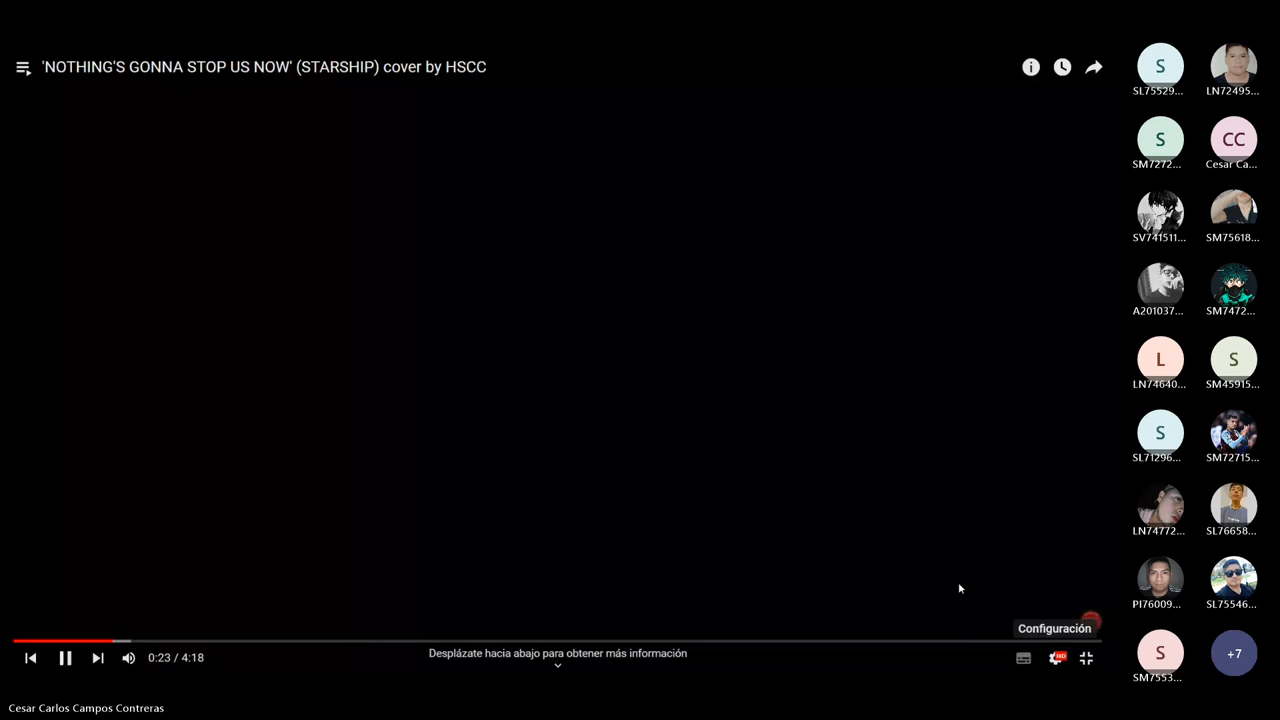 'NOTHING'S GONNA STOP US NOW' (STARSHIP) cover by HSCC
S
SL75529...
LN72495...
S
CC
SM7272...
Cesar Ca...
SV741511...
SM75618...
A201037...
SM7472...
L
S
LN74640...
SM45915...
S
SL71296...
SM72715...
LN74772...
SL76658...
PI76009...
SL75546...
S
+7
SM7553...
Configuración
0:23 / 4:18
Desplázate hacia abajo para obtener más información
HD
Cesar Carlos Campos Contreras